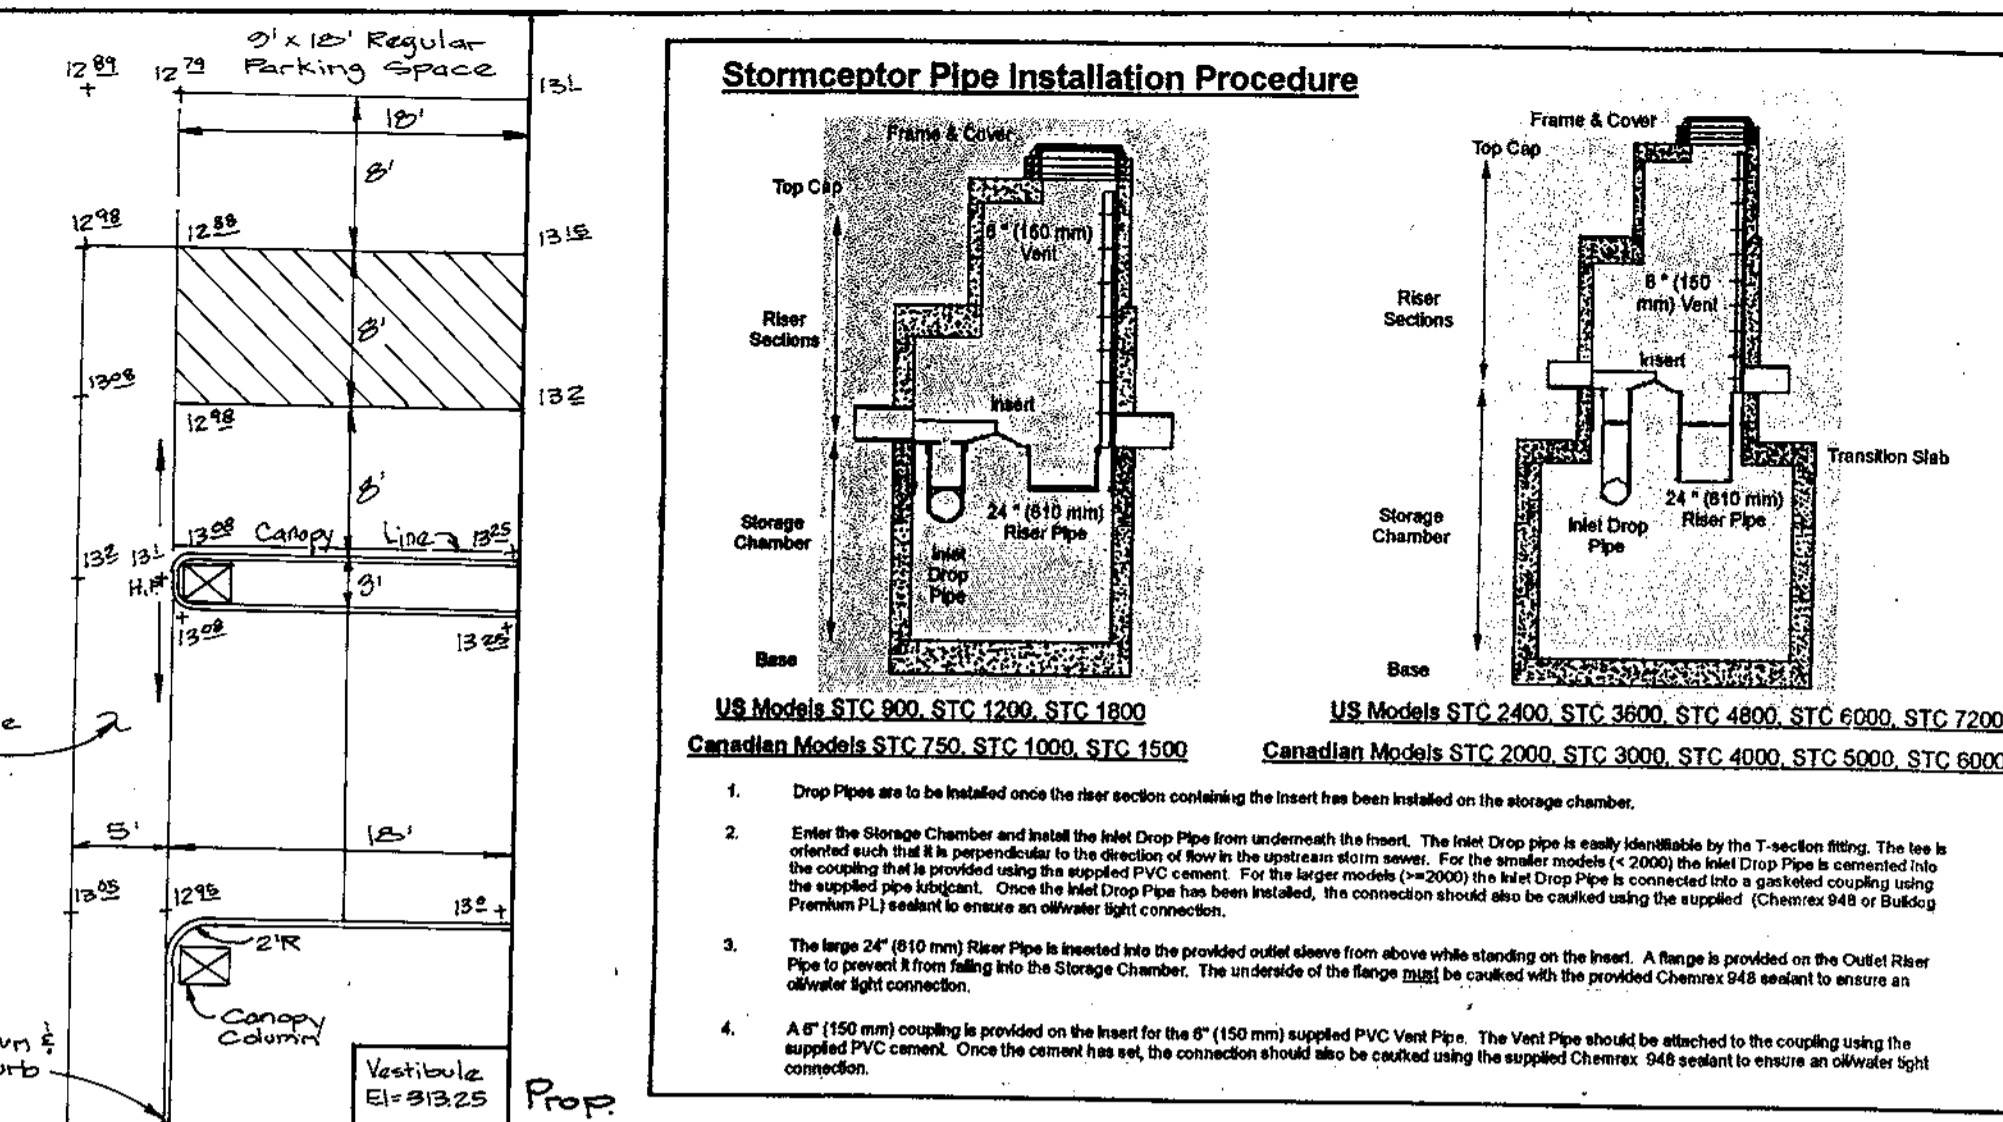 9' x 18' Regular
Parking Space
12 89
12 79
13 1
18'
8'
12 98
12 88
13 15
8'
13 08
12 98
13 2
8'
13 08 Canopy Line 13 25
13 2 13 1
H.P.
3'
13 08
13 25
2
5'
18'
13 05
12 95
13 0
2'R
Canopy
Column
Vestibule
El=313.25
Prop.
Stormceptor Pipe Installation Procedure
Frame & Cover
Top Cap
6 " (150 mm)
Vent
Riser
Sections
Insert
24 " (610 mm)
Riser Pipe
Storage
Chamber
Inlet
Drop
Pipe
Base
US Models STC 900, STC 1200, STC 1800
Canadian Models STC 750, STC 1000, STC 1500
Frame & Cover
Top Cap
6 " (150
mm) Vent
Riser
Sections
Insert
Transition Slab
24 " (610 mm)
Riser Pipe
Inlet Drop
Pipe
Storage
Chamber
Base
US Models STC 2400, STC 3600, STC 4800, STC 6000, STC 7200
Canadian Models STC 2000, STC 3000, STC 4000, STC 5000, STC 6000
1. Drop Pipes are to be installed once the riser section containing the insert has been installed on the storage chamber.
2. Enter the Storage Chamber and install the Inlet Drop Pipe from underneath the insert. The Inlet Drop pipe is easily identifiable by the T-section fitting. The tee is
oriented such that it is perpendicular to the direction of flow in the upstream storm sewer. For the smaller models (< 2000) the Inlet Drop Pipe is cemented into
the coupling that is provided using the supplied PVC cement. For the larger models (>=2000) the Inlet Drop Pipe is connected into a gasketed coupling using
the supplied pipe lubricant. Once the Inlet Drop Pipe has been installed, the connection should also be caulked using the supplied (Chemrex 948 or Bulldog
Premium PL) sealant to ensure an oil/water tight connection.
3. The large 24" (610 mm) Riser Pipe is inserted into the provided outlet sleeve from above while standing on the insert. A flange is provided on the Outlet Riser
Pipe to prevent it from falling into the Storage Chamber. The underside of the flange must be caulked with the provided Chemrex 948 sealant to ensure an
oil/water tight connection.
4. A 6" (150 mm) coupling is provided on the insert for the 6" (150 mm) supplied PVC Vent Pipe. The Vent Pipe should be attached to the coupling using the
supplied PVC cement. Once the cement has set, the connection should also be caulked using the supplied Chemrex 948 sealant to ensure an oil/water tight
connection.